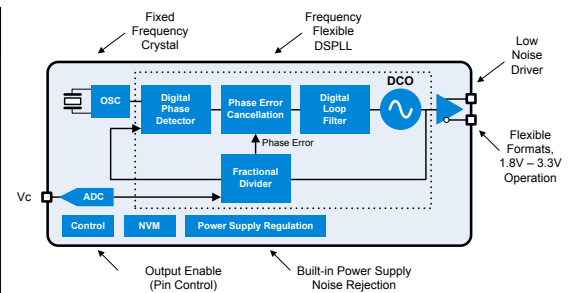 Fixed
Frequency
Crystal
Frequency
Flexible
DSPLL
Low
Noise
Driver
DCO
OSC
Digital
Phase
Detector
Phase Error
Cancellation
Digital
Loop
Filter
Phase Error
Flexible
Formats,
1.8V – 3.3V
Operation
Fractional
Divider
Vc
ADC
Control
NVM
Power Supply Regulation
Output Enable
(Pin Control)
Built-in Power Supply
Noise Rejection